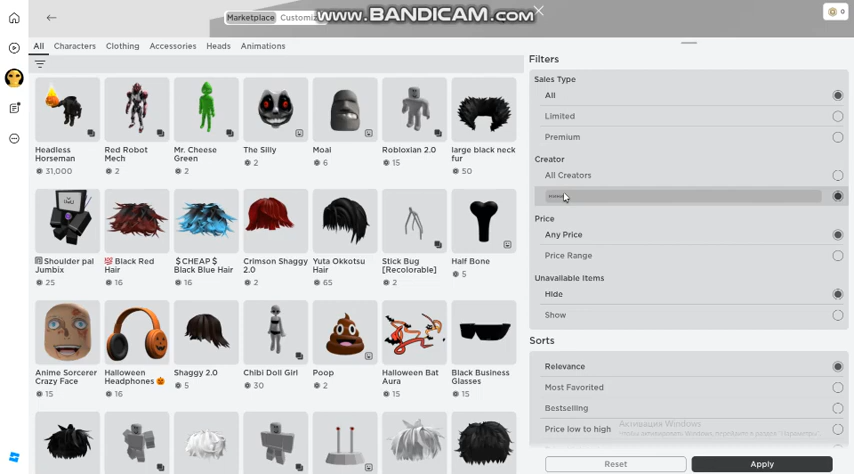 Marketplace Customiz
www.BANDICAM.com
0
All Characters Clothing Accessories Heads Animations
Headless Horseman
31,000
Red Robot Mech
2
Mr. Cheese Green
2
The Silly
2
Moai
6
Robloxian 2.0
15
large black neck fur
50
Shoulder pal Jumbix
25
💯 Black Red Hair
16
$CHEAP$ Black Blue Hair
16
Crimson Shaggy 2.0
2
Yuta Okkotsu Hair
65
Stick Bug [Recolorable]
2
Half Bone
5
Anime Sorcerer Crazy Face
15
Halloween Headphones 🎃
16
Shaggy 2.0
5
Chibi Doll Girl
30
Poop
2
Halloween Bat Aura
15
Black Business Glasses
15
Filters
Sales Type
All
Limited
Premium
Creator
All Creators
Price
Any Price
Price Range
Unavailable Items
Hide
Show
Sorts
Relevance
Most Favorited
Bestselling
Price low to high
Активация Windows
Чтобы активировать Windows, перейдите в раздел "Параметры".
Reset
Apply